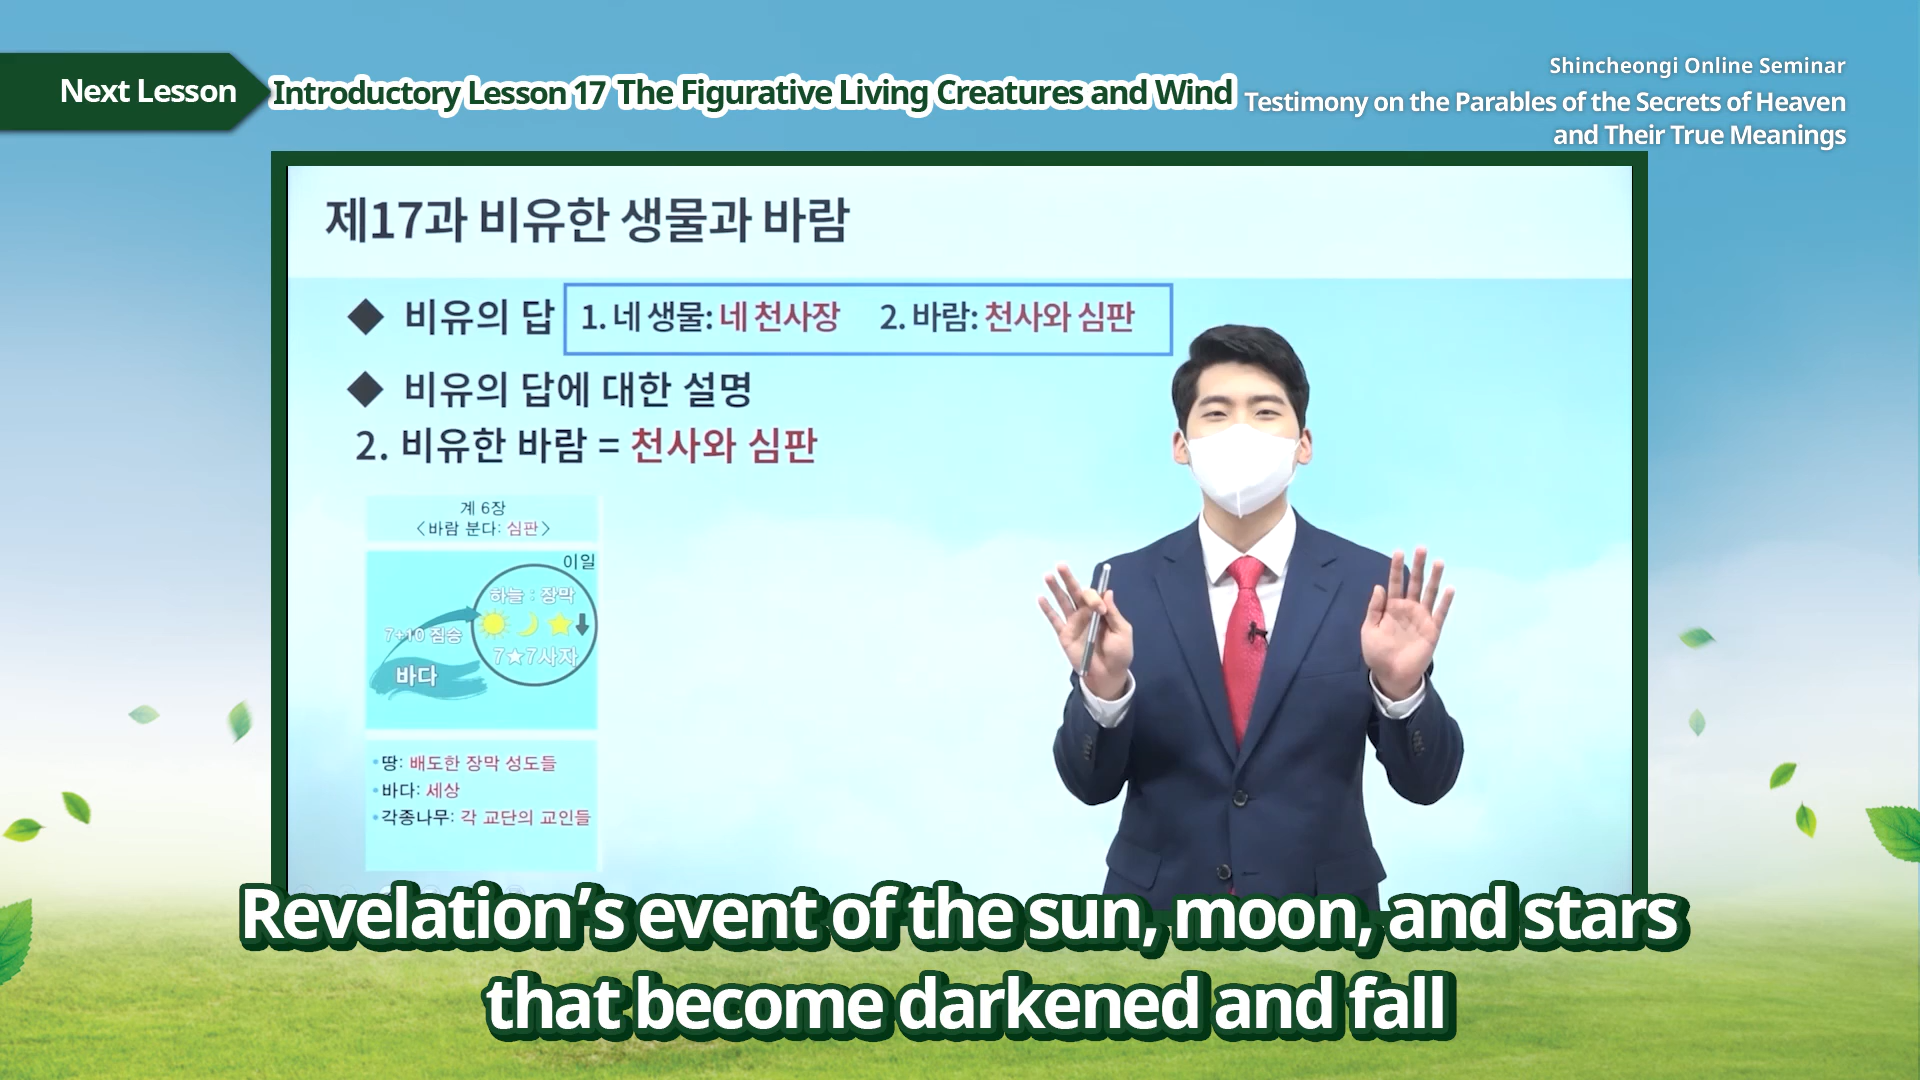 Next Lesson
Introductory Lesson 17 The Figurative Living Creatures and Wind
Shincheongi Online Seminar
Testimony on the Parables of the Secrets of Heaven
and Their True Meanings
제17과 비유한 생물과 바람
◆ 비유의 답 1. 네 생물: 네 천사장 2. 바람: 천사와 심판
◆ 비유의 답에 대한 설명
2. 비유한 바람 = 천사와 심판
계 6장
<바람 분다: 심판>
이일
하늘 : 장막
7+10 짐승
7★7사자
바다
•땅: 배도한 장막 성도들
•바다: 세상
•각종나무: 각 교단의 교인들
Revelation’s event of the sun, moon, and stars
that become darkened and fall